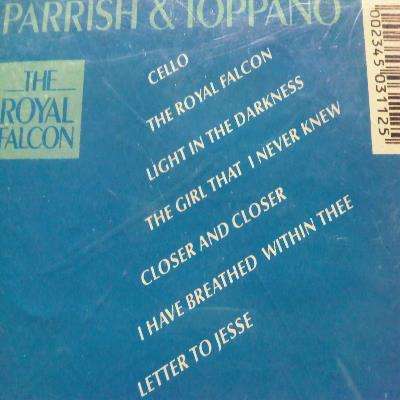 PARRISH & TOPPANO
THE
ROYAL
FALCON
CELLO
THE ROYAL FALCON
LIGHT IN THE DARKNESS
THE GIRL THAT I NEVER KNEW
CLOSER AND CLOSER
I HAVE BREATHED WITHIN THEE
LETTER TO JESSE
002345031125